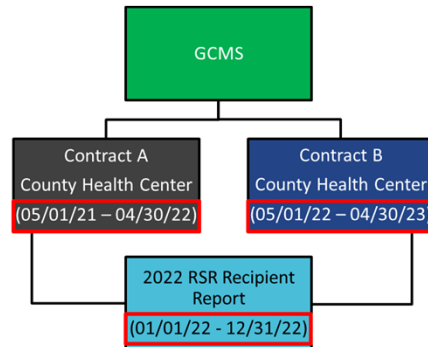 GCMS
Contract A
County Health Center
(05/01/21 – 04/30/22)
Contract B
County Health Center
(05/01/22 – 04/30/23)
2022 RSR Recipient
Report
(01/01/22 - 12/31/22)